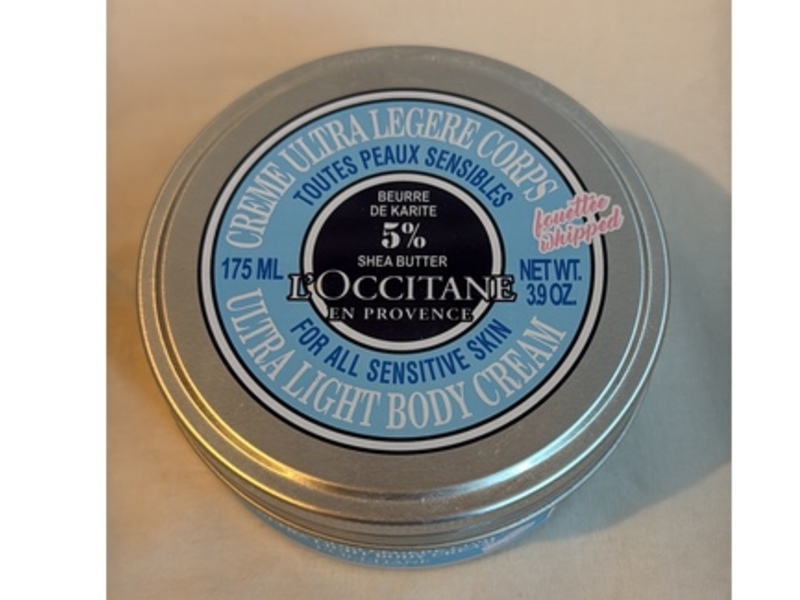 CREME ULTRA LEGERE CORPS
TOUTES PEAUX SENSIBLES
fouettée
whipped
BEURRE
DE KARITE
5%
SHEA BUTTER
175 ML
L'OCCITANE
EN PROVENCE
NET WT.
3.9 OZ.
FOR ALL SENSITIVE SKIN
ULTRA LIGHT BODY CREAM